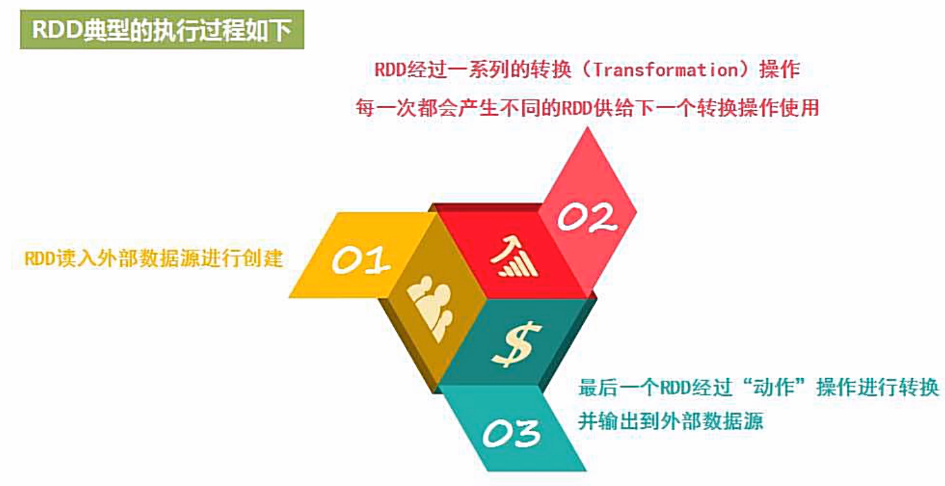 RDD典型的执行过程如下
RDD经过一系列的转换（Transformation）操作
每一次都会产生不同的RDD供给下一个转换操作使用
02
RDD读入外部数据源进行创建
01
$
最后一个RDD经过“动作”操作进行转换
并输出到外部数据源
03